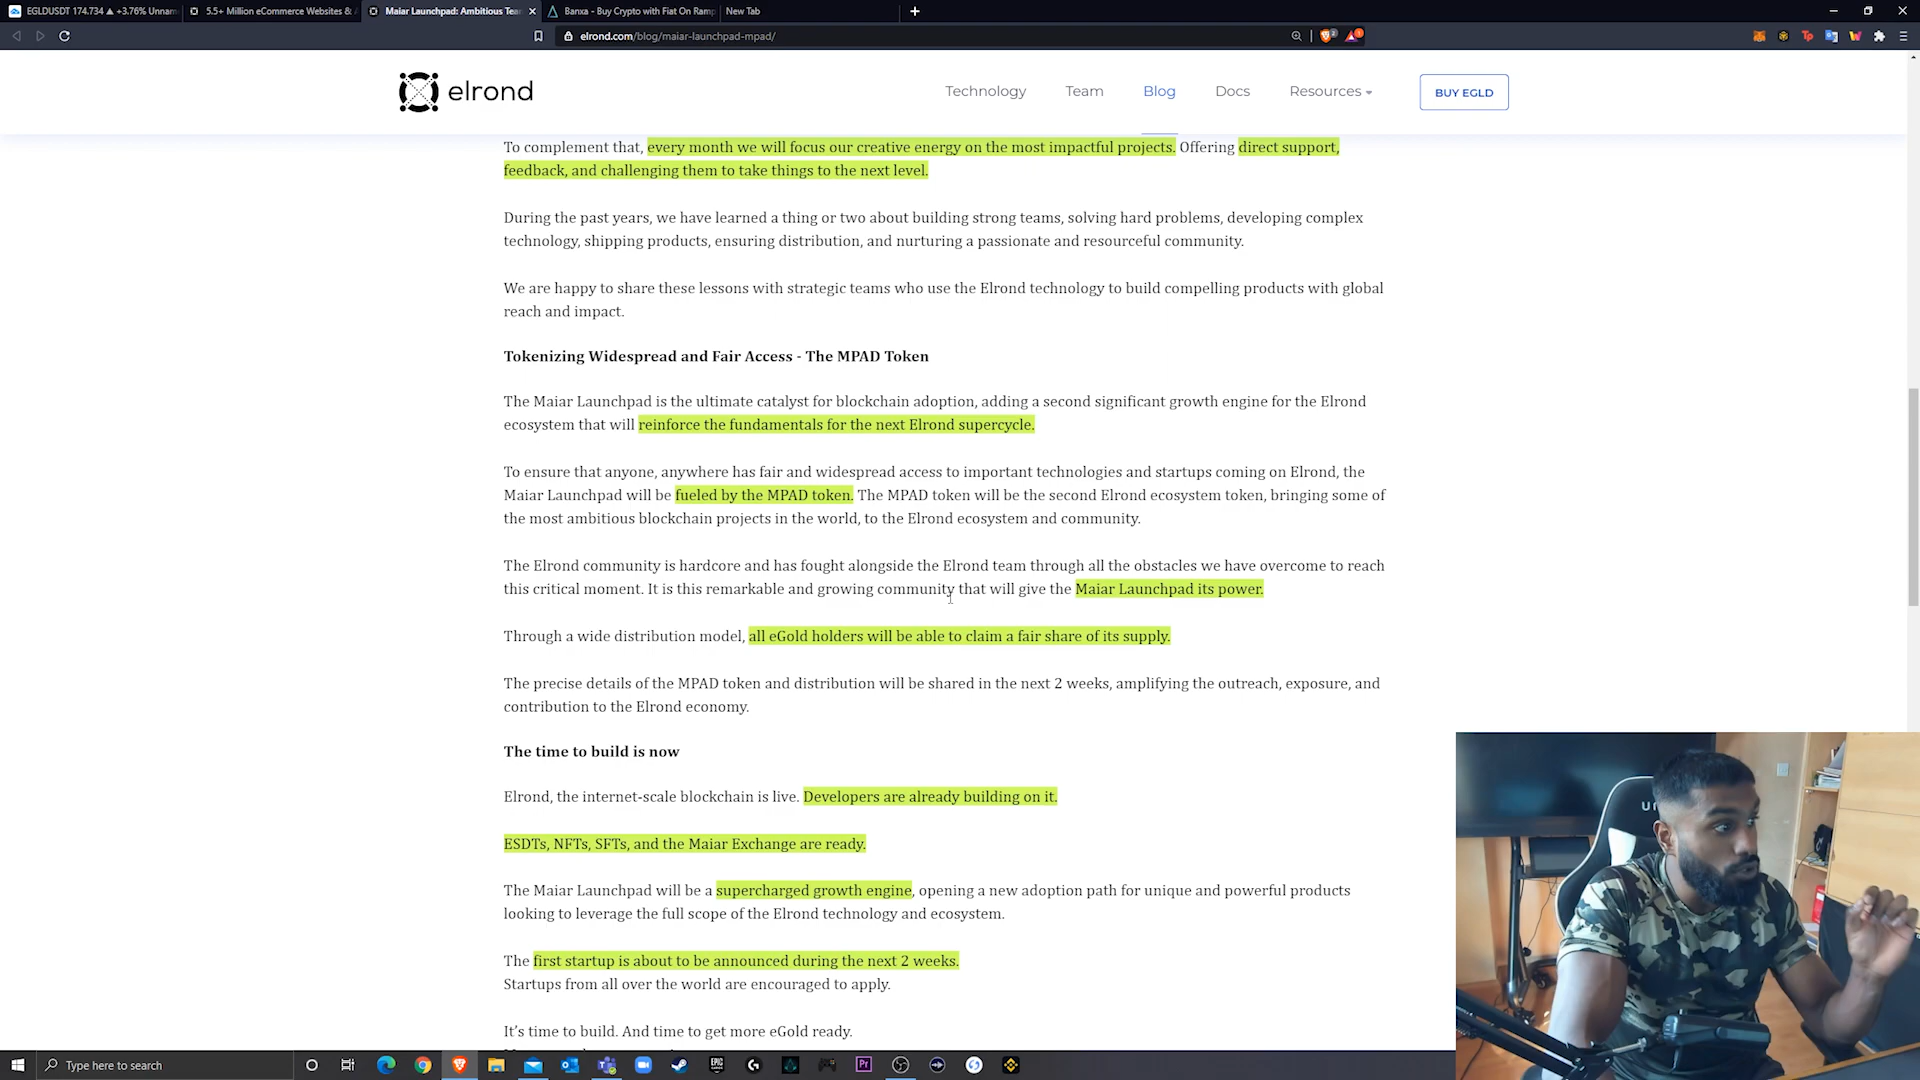 EGLDUSDT 174.734 ▲ +3.76% Unnam
5.5+ Million eCommerce Websites &
Maiar Launchpad: Ambitious Tea
Banxa - Buy Crypto with Fiat On Ramp
New Tab
elrond.com/blog/maiar-launchpad-mpad/
elrond
Technology
Team
Blog
Docs
Resources
BUY EGLD
To complement that, every month we will focus our creative energy on the most impactful projects. Offering direct support,
feedback, and challenging them to take things to the next level.
During the past years, we have learned a thing or two about building strong teams, solving hard problems, developing complex
technology, shipping products, ensuring distribution, and nurturing a passionate and resourceful community.
We are happy to share these lessons with strategic teams who use the Elrond technology to build compelling products with global
reach and impact.
Tokenizing Widespread and Fair Access - The MPAD Token
The Maiar Launchpad is the ultimate catalyst for blockchain adoption, adding a second significant growth engine for the Elrond
ecosystem that will reinforce the fundamentals for the next Elrond supercycle.
To ensure that anyone, anywhere has fair and widespread access to important technologies and startups coming on Elrond, the
Maiar Launchpad will be fueled by the MPAD token. The MPAD token will be the second Elrond ecosystem token, bringing some of
the most ambitious blockchain projects in the world, to the Elrond ecosystem and community.
The Elrond community is hardcore and has fought alongside the Elrond team through all the obstacles we have overcome to reach
this critical moment. It is this remarkable and growing community that will give the Maiar Launchpad its power.
Through a wide distribution model, all eGold holders will be able to claim a fair share of its supply.
The precise details of the MPAD token and distribution will be shared in the next 2 weeks, amplifying the outreach, exposure, and
contribution to the Elrond economy.
The time to build is now
Elrond, the internet-scale blockchain is live. Developers are already building on it.
ESDTs, NFTs, SFTs, and the Maiar Exchange are ready.
The Maiar Launchpad will be a supercharged growth engine, opening a new adoption path for unique and powerful products
looking to leverage the full scope of the Elrond technology and ecosystem.
The first startup is about to be announced during the next 2 weeks.
Startups from all over the world are encouraged to apply.
It's time to build. And time to get more eGold ready.
Type here to search